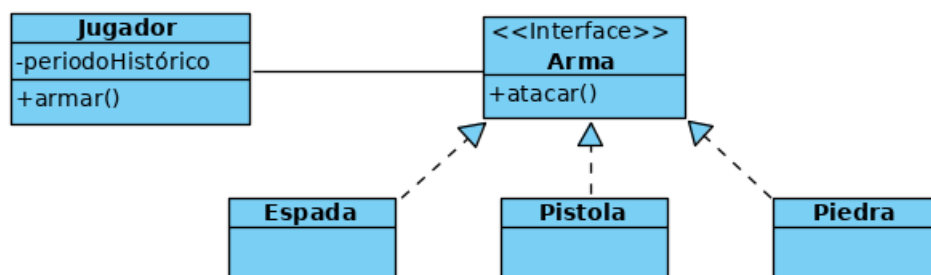 Jugador
-periodoHistórico
+armar()
<<Interface>>
Arma
+atacar()
Espada
Pistola
Piedra